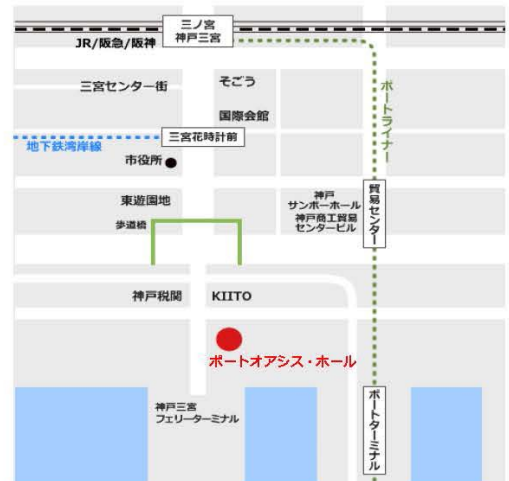 三ノ宮
神戸三宮
JR/阪急/阪神
三宮センター街
そごう
国際会館
ポートライナー
三宮花時計前
地下鉄湾岸線
市役所
東遊園地
歩道橋
神戸
サンボーホール
神戸商工貿易
センタービル
貿易センター
神戸税関
KIITO
ポートオアシス・ホール
神戸三宮
フェリーターミナル
ポートターミナル